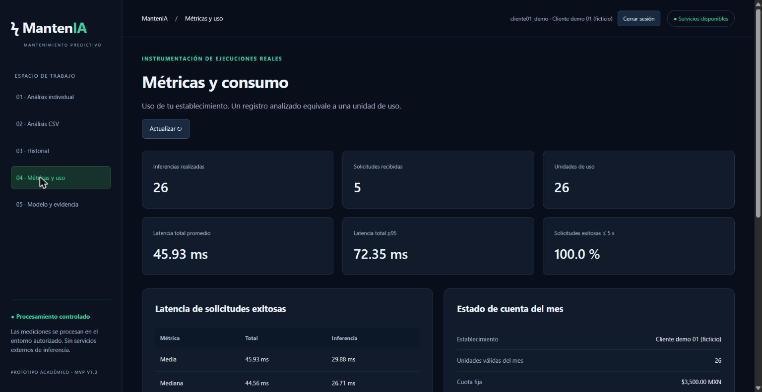 MantenIA
MANTENIMIENTO PREDICTIVO
ESPACIO DE TRABAJO
01 · Análisis individual
02 · Análisis CSV
03 · Historial
04 · Métricas y uso
05 · Modelo y evidencia
● Procesamiento controlado
Las mediciones se procesan en el
entorno autorizado. Sin servicios
externos de inferencia.
PROTOTIPO ACADÉMICO · MVP V1.3
MantenIA / Métricas y uso
cliente01_demo · Cliente demo 01 (ficticio)
Cerrar sesión
● Servicios disponibles
INSTRUMENTACIÓN DE EJECUCIONES REALES
Métricas y consumo
Uso de tu establecimiento. Un registro analizado equivale a una unidad de uso.
Actualizar ↻
Inferencias realizadas
26
Solicitudes recibidas
5
Unidades de uso
26
Latencia total promedio
45.93 ms
Latencia total p95
72.35 ms
Solicitudes exitosas ≤ 5 s
100.0 %
Latencia de solicitudes exitosas
Métrica Total Inferencia
Media 45.93 ms 29.88 ms
Mediana 44.56 ms 26.71 ms
Estado de cuenta del mes
Establecimiento Cliente demo 01 (ficticio)
Unidades válidas del mes 26
Cuota fija $3,500.00 MXN